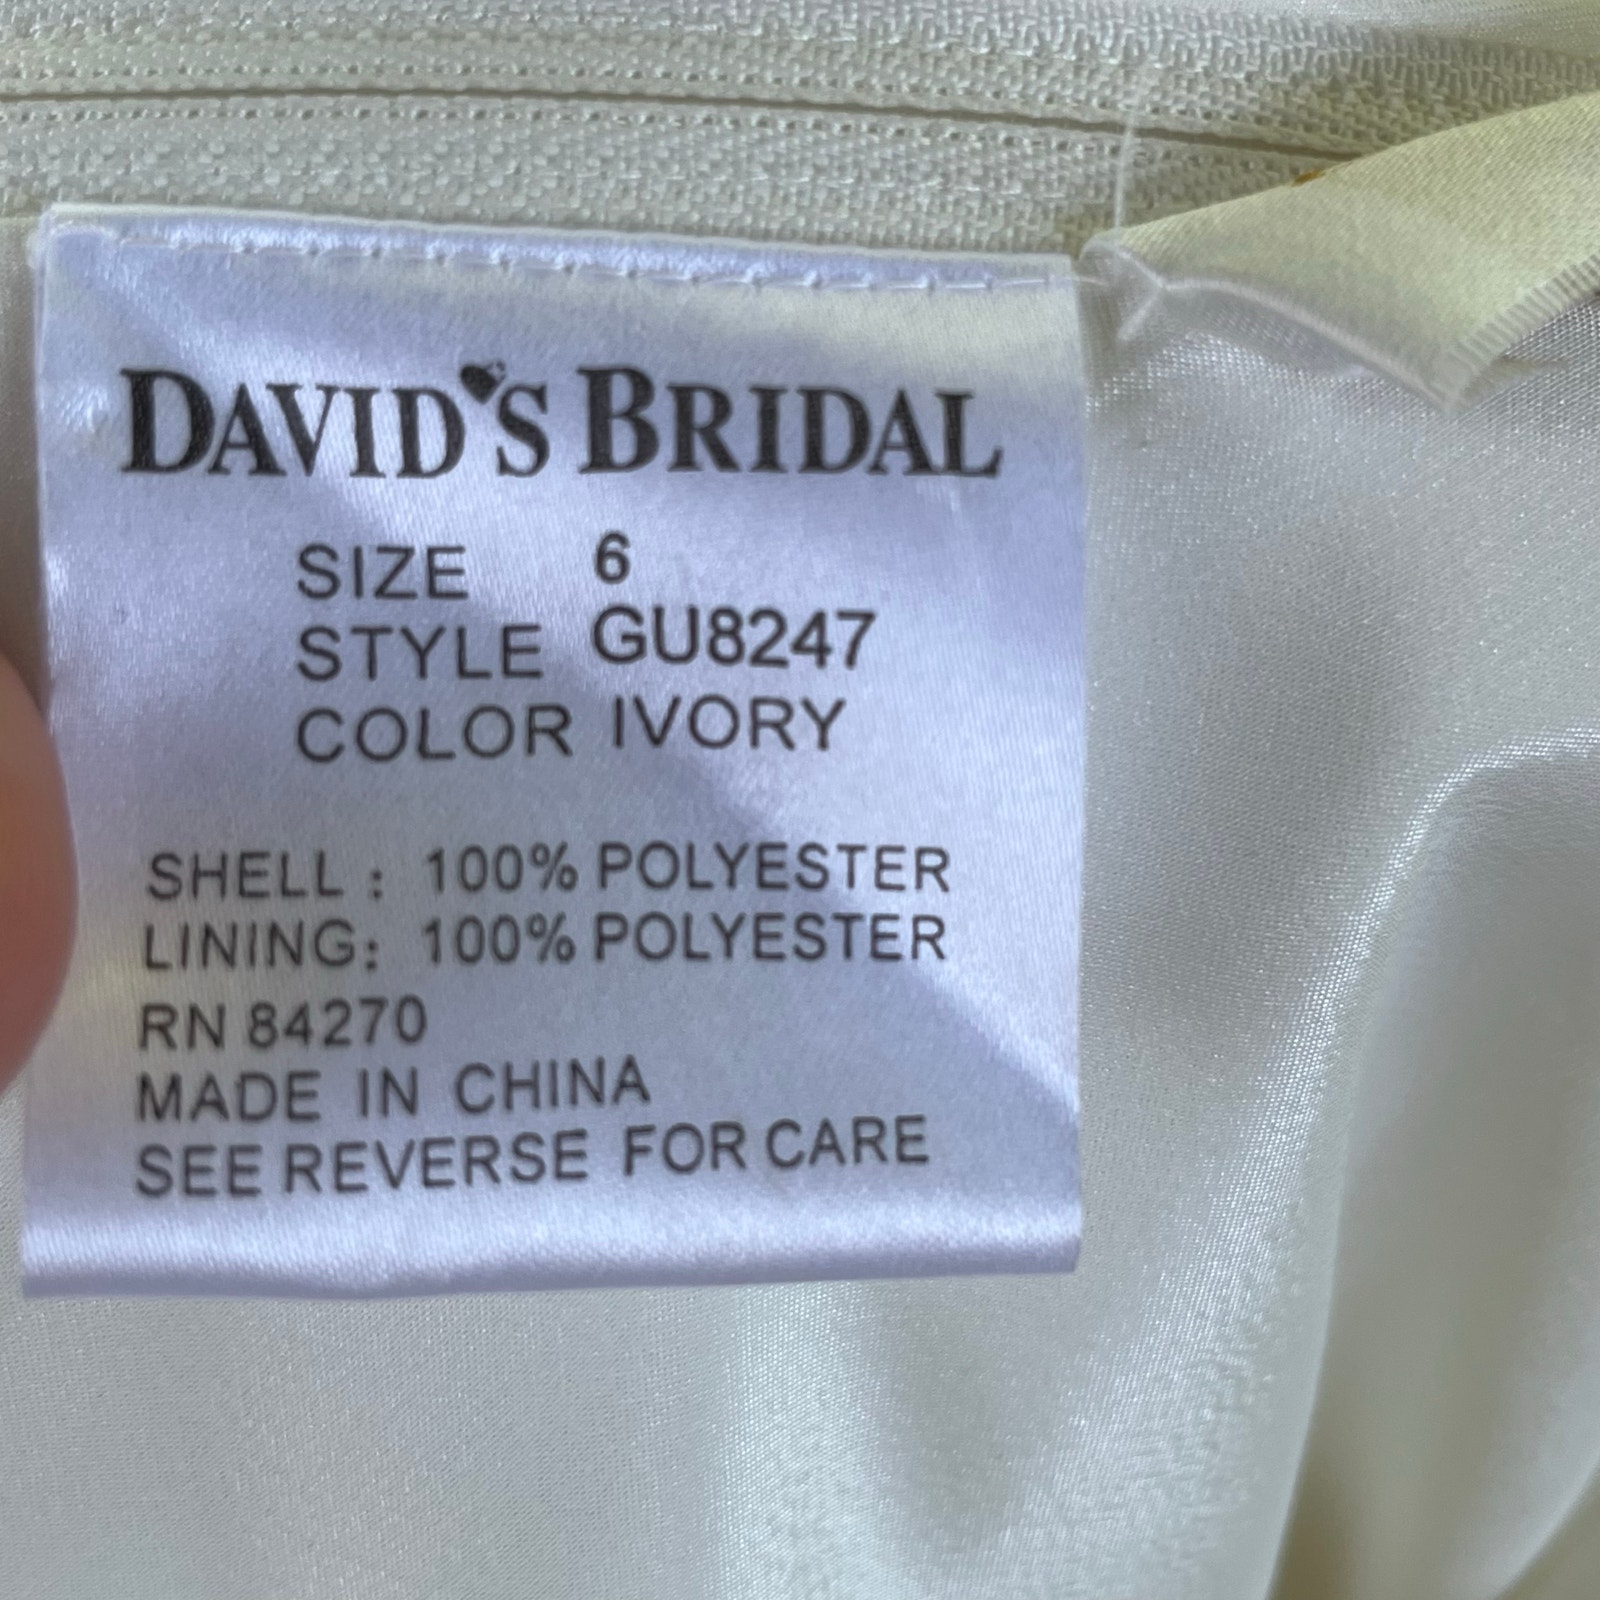 DAVID'S BRIDAL
SIZE 6
STYLE GU8247
COLOR IVORY
SHELL : 100% POLYESTER
LINING: 100% POLYESTER
RN 84270
MADE IN CHINA
SEE REVERSE FOR CARE